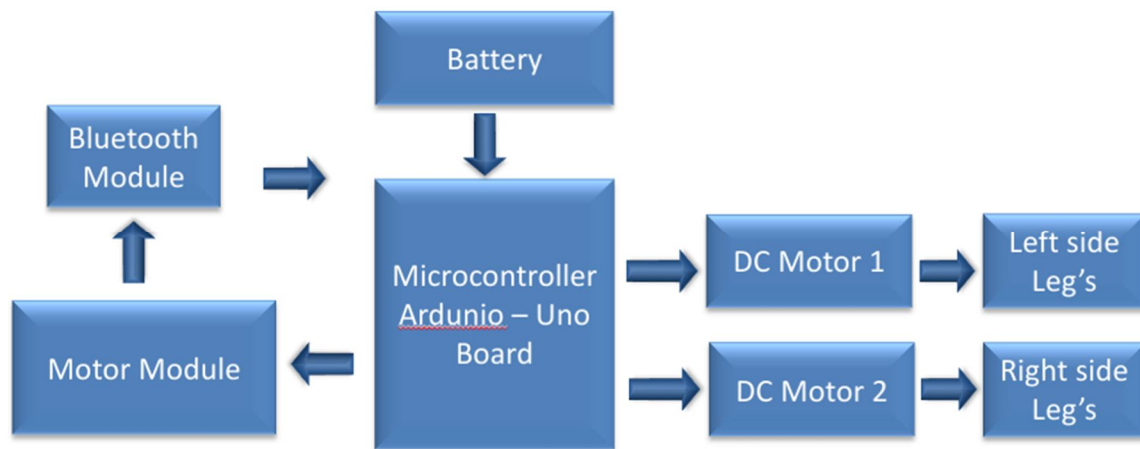 Battery
Bluetooth
Module
Microcontroller
Ardunio – Uno
Board
Motor Module
DC Motor 1
Left side
Leg’s
DC Motor 2
Right side
Leg’s